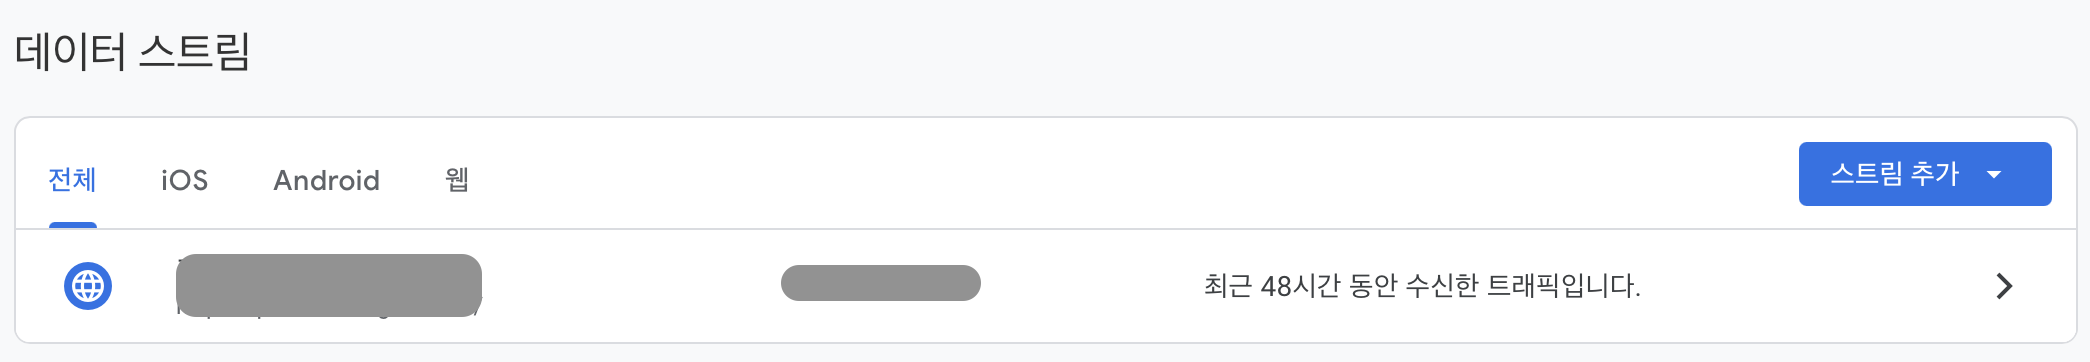 데이터 스트림
전체 iOS Android 웹 스트림 추가
최근 48시간 동안 수신한 트래픽입니다.